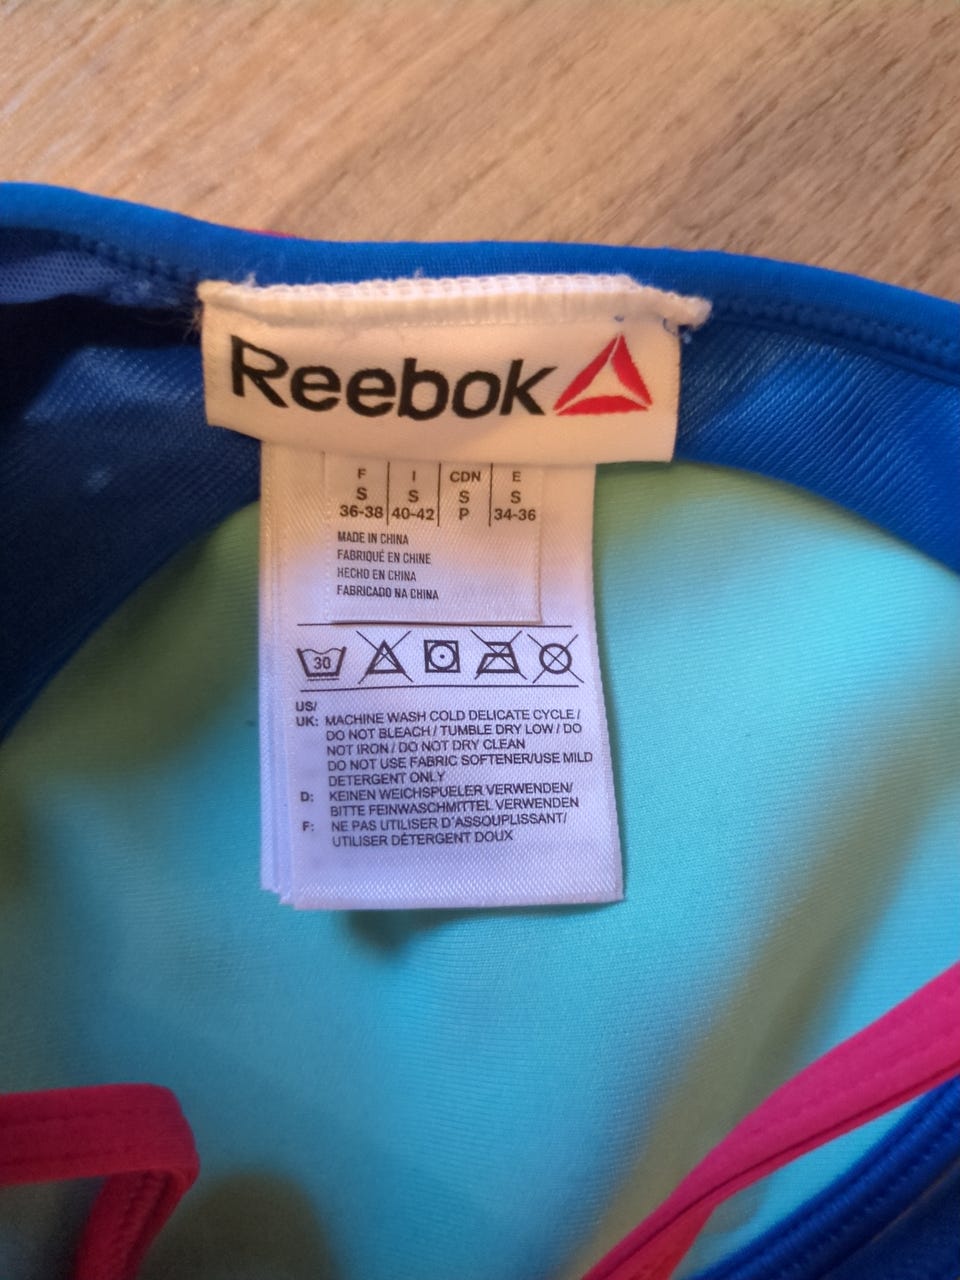 Reebok
F I CDN E
S S S S
36-38 40-42 P 34-36
MADE IN CHINA
FABRIQUÉ EN CHINE
HECHO EN CHINA
FABRICADO NA CHINA
30
US/
UK: MACHINE WASH COLD DELICATE CYCLE /
DO NOT BLEACH / TUMBLE DRY LOW / DO
NOT IRON / DO NOT DRY CLEAN
DO NOT USE FABRIC SOFTENER/USE MILD
DETERGENT ONLY
D: KEINEN WEICHSPUELER VERWENDEN/
BITTE FEINWASCHMITTEL VERWENDEN
F: NE PAS UTILISER D'ASSOUPLISSANT/
UTILISER DÉTERGENT DOUX